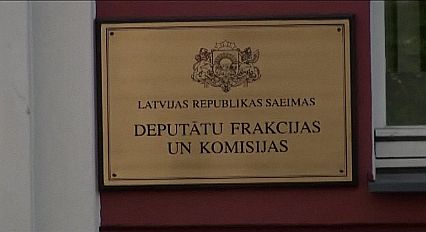 LATVIJAS REPUBLIKAS SAEIMAS
DEPUTĀTU FRAKCIJAS
UN KOMISIJAS